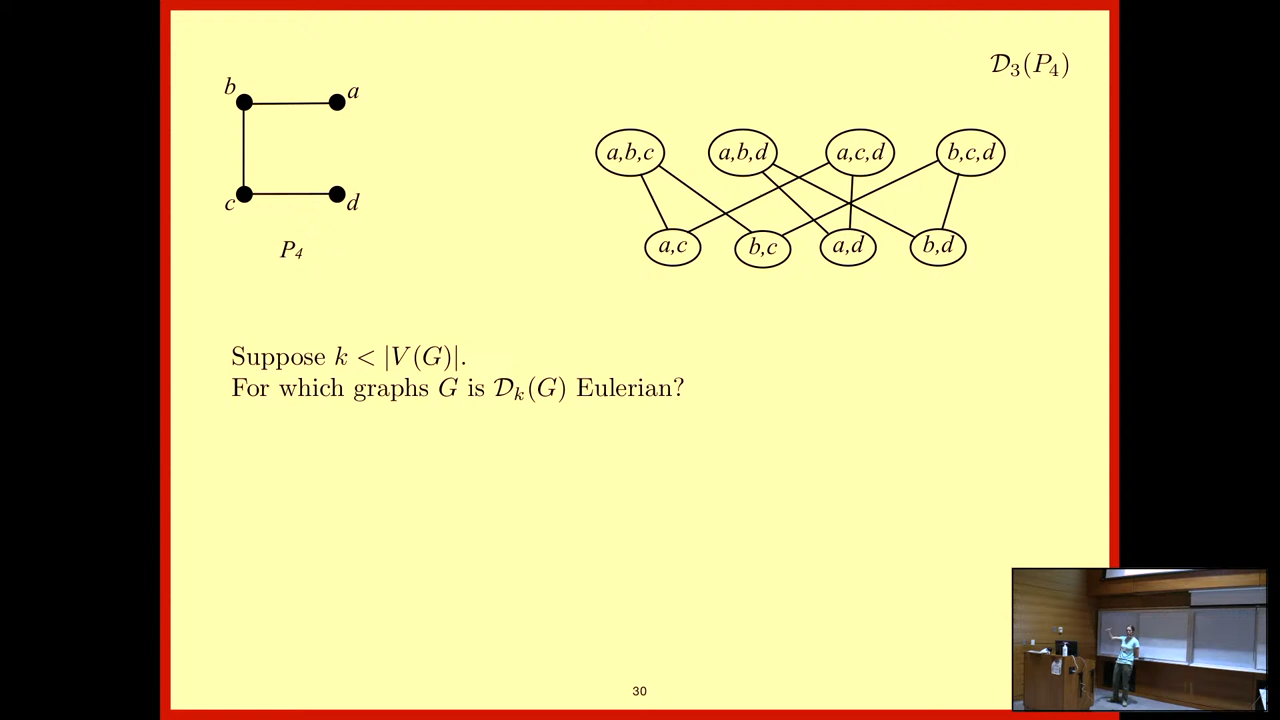 𝒟₃(P₄)
b
a
c
d
P₄
a,b,c
a,b,d
a,c,d
b,c,d
a,c
b,c
a,d
b,d
Suppose k < |V(G)|.
For which graphs G is 𝒟ₖ(G) Eulerian?
30